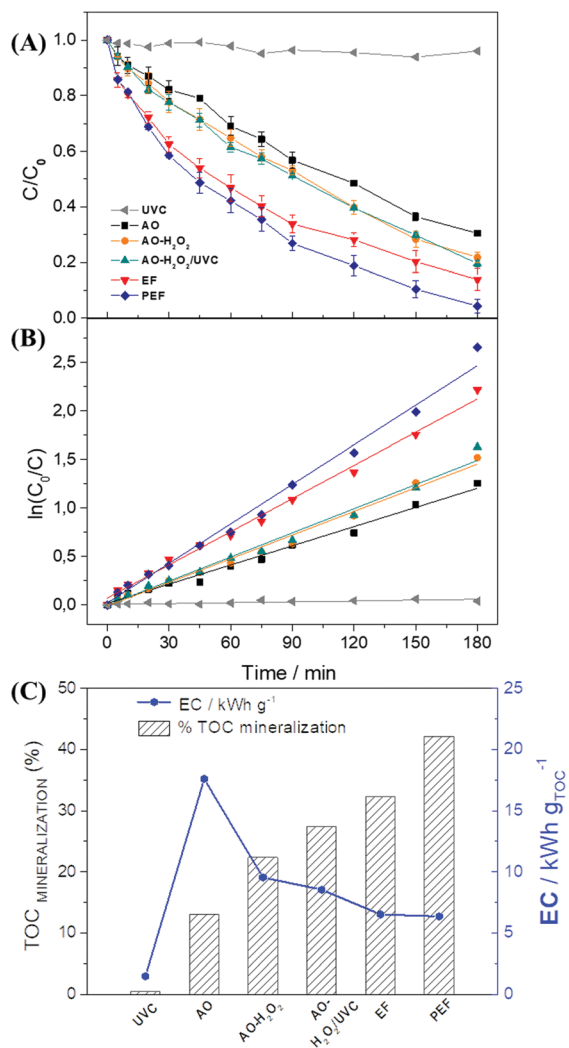 (A)
1,0
0,8
0,6
0,4
0,2
0,0
C/C₀
UVC
AO
AO-H₂O₂
AO-H₂O₂/UVC
EF
PEF
(B)
2,5
2,0
1,5
1,0
0,5
0,0
ln(C₀/C)
0 30 60 90 120 150 180
Time / min
(C)
50
40
30
20
10
0
TOC MINERALIZATION (%)
EC / kWh g⁻¹
% TOC mineralization
25
20
15
10
5
0
EC / kWh g_TOC⁻¹
UVC
AO
AO-H₂O₂
AO-
H₂O₂/UVC
EF
PEF